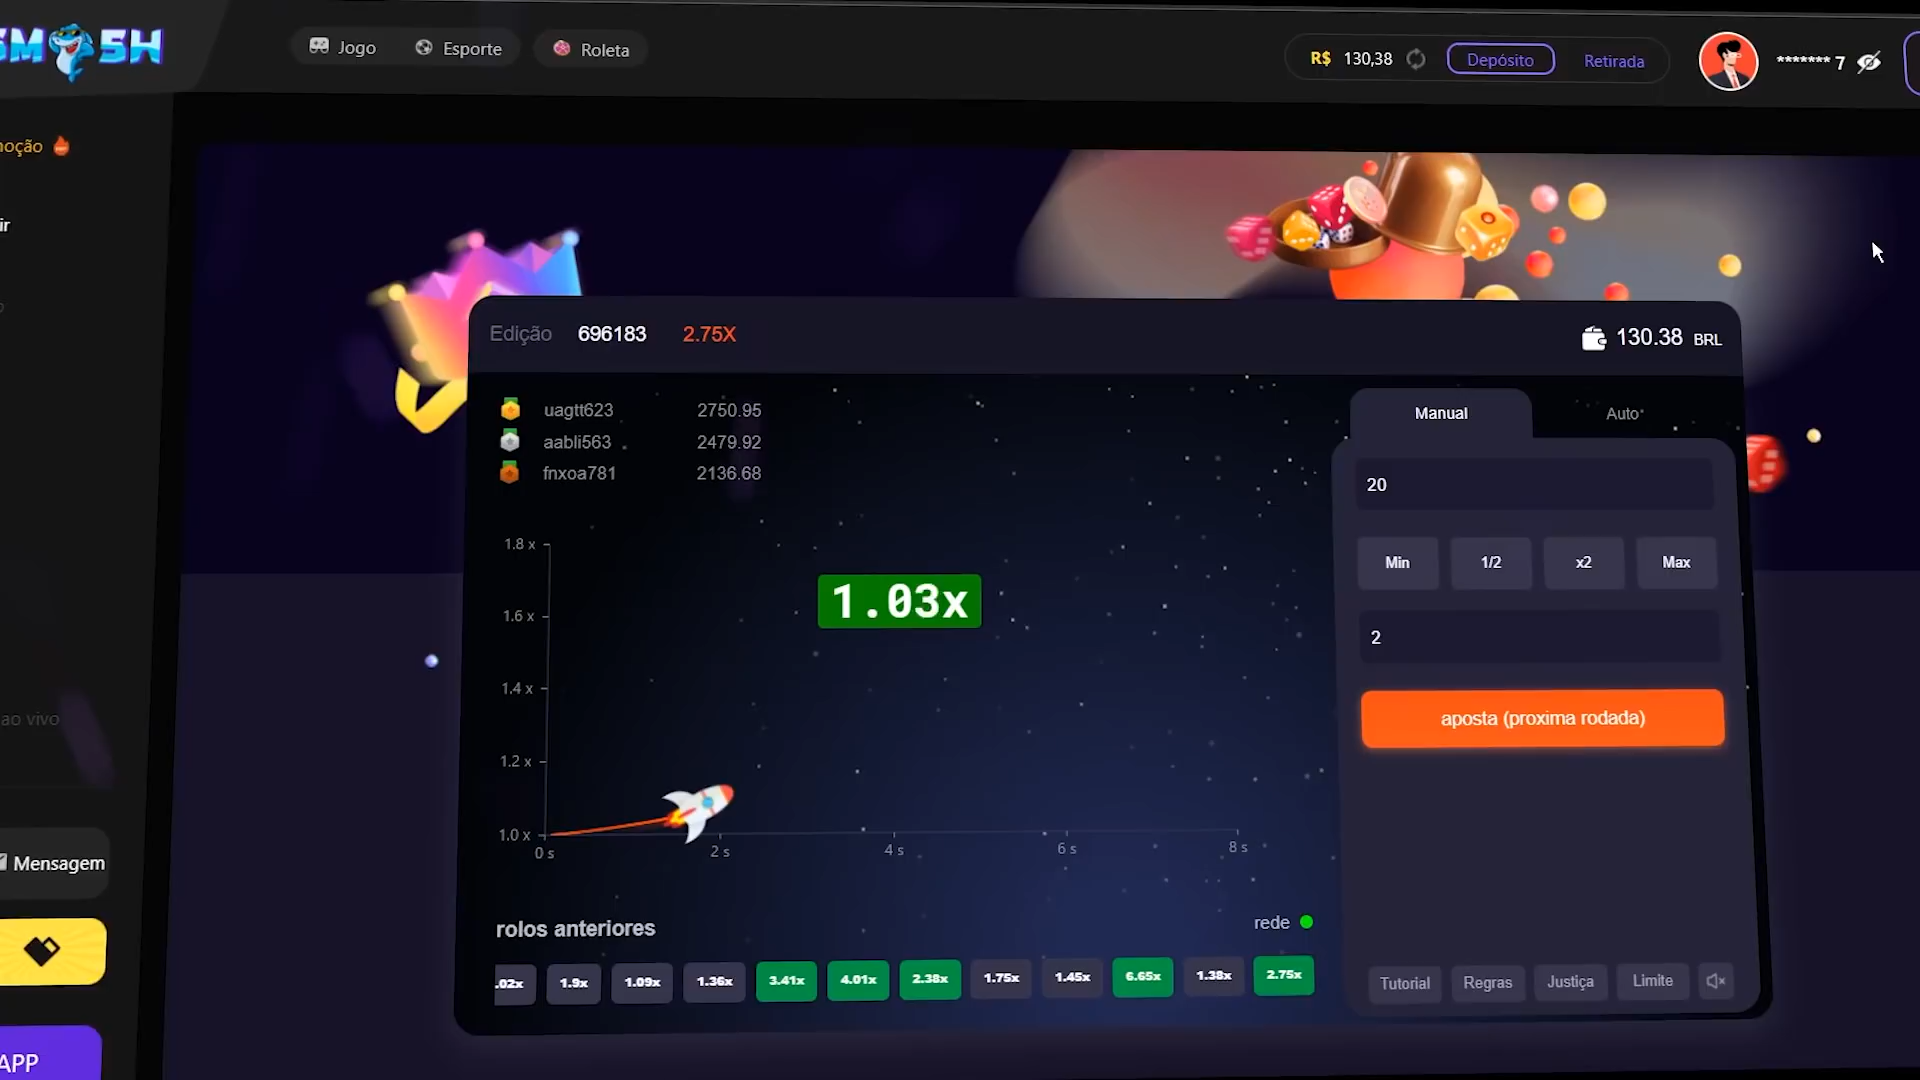 SM SH
Jogo
Esporte
Roleta
R$ 130,38
Depósito
Retirada
******* 7
Edição 696183 2.75X
130.38 BRL
uagtt623 2750.95
aabli563 2479.92
fnxoa781 2136.68
Manual
Auto
20
Min
1/2
x2
Max
2
aposta (proxima rodada)
1.03x
1.8 x
1.6 x
1.4 x
1.2 x
1.0 x
0 s
2 s
4 s
6 s
8 s
ao vivo
Mensagem
APP
rolos anteriores
rede
.02x
1.9x
1.09x
1.36x
3.41x
4.01x
2.38x
1.75x
1.45x
6.65x
1.38x
2.75x
Tutorial
Regras
Justiça
Limite